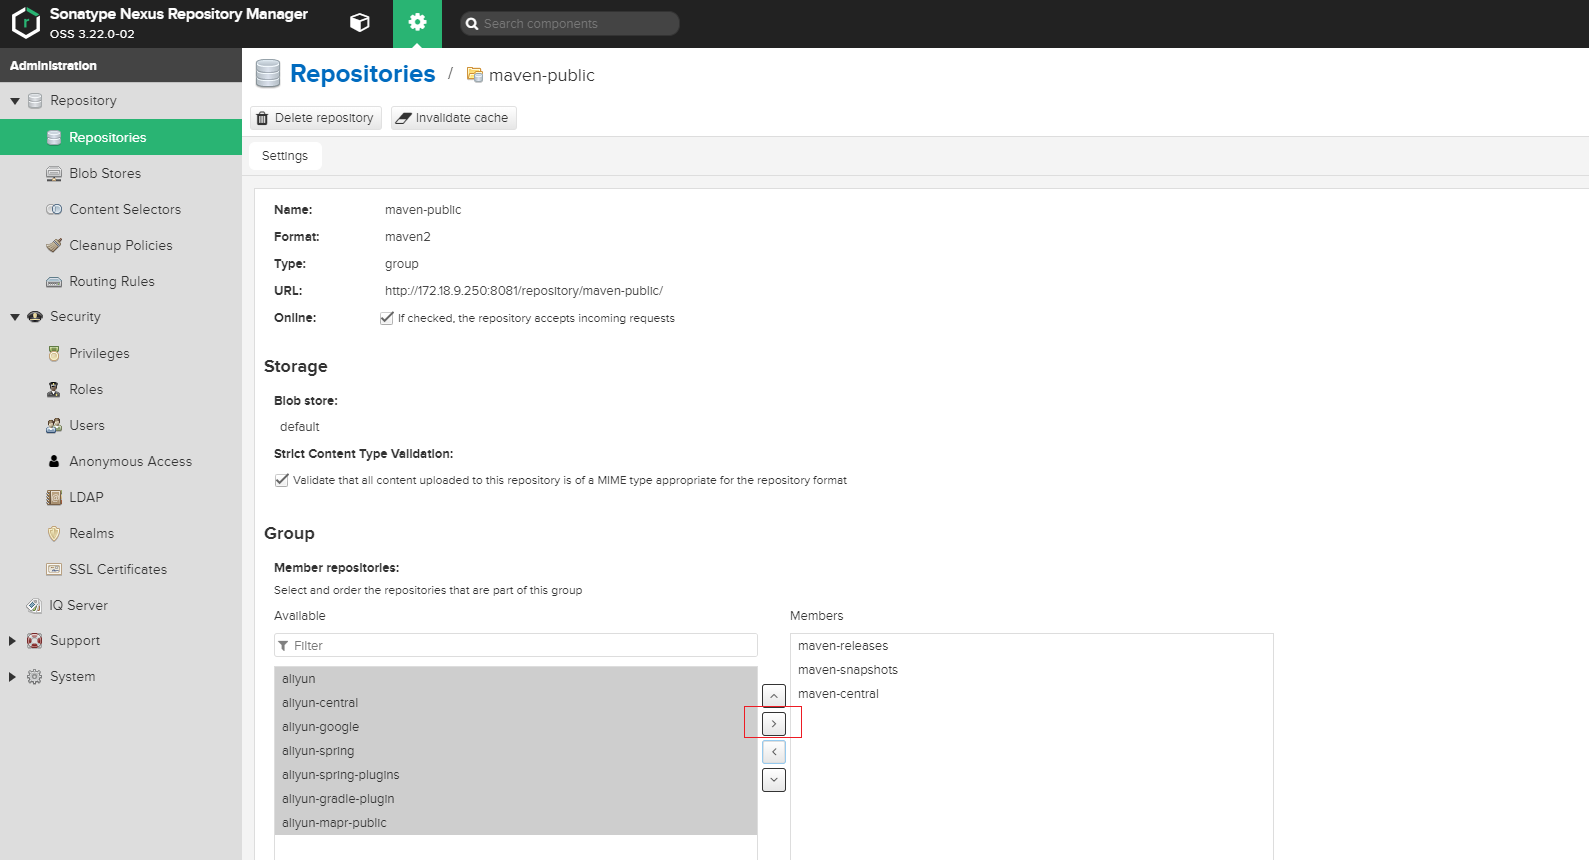 Sonatype Nexus Repository Manager
OSS 3.22.0-02
Search components
Administration
Repository
Repositories
Blob Stores
Content Selectors
Cleanup Policies
Routing Rules
Security
Privileges
Roles
Users
Anonymous Access
LDAP
Realms
SSL Certificates
IQ Server
Support
System
Repositories / maven-public
Delete repository
Invalidate cache
Settings
Name: maven-public
Format: maven2
Type: group
URL: http://172.18.9.250:8081/repository/maven-public/
Online: If checked, the repository accepts incoming requests
Storage
Blob store:
default
Strict Content Type Validation:
Validate that all content uploaded to this repository is of a MIME type appropriate for the repository format
Group
Member repositories:
Select and order the repositories that are part of this group
Available
Filter
aliyun
aliyun-central
aliyun-google
aliyun-spring
aliyun-spring-plugins
aliyun-gradle-plugin
aliyun-mapr-public
Members
maven-releases
maven-snapshots
maven-central